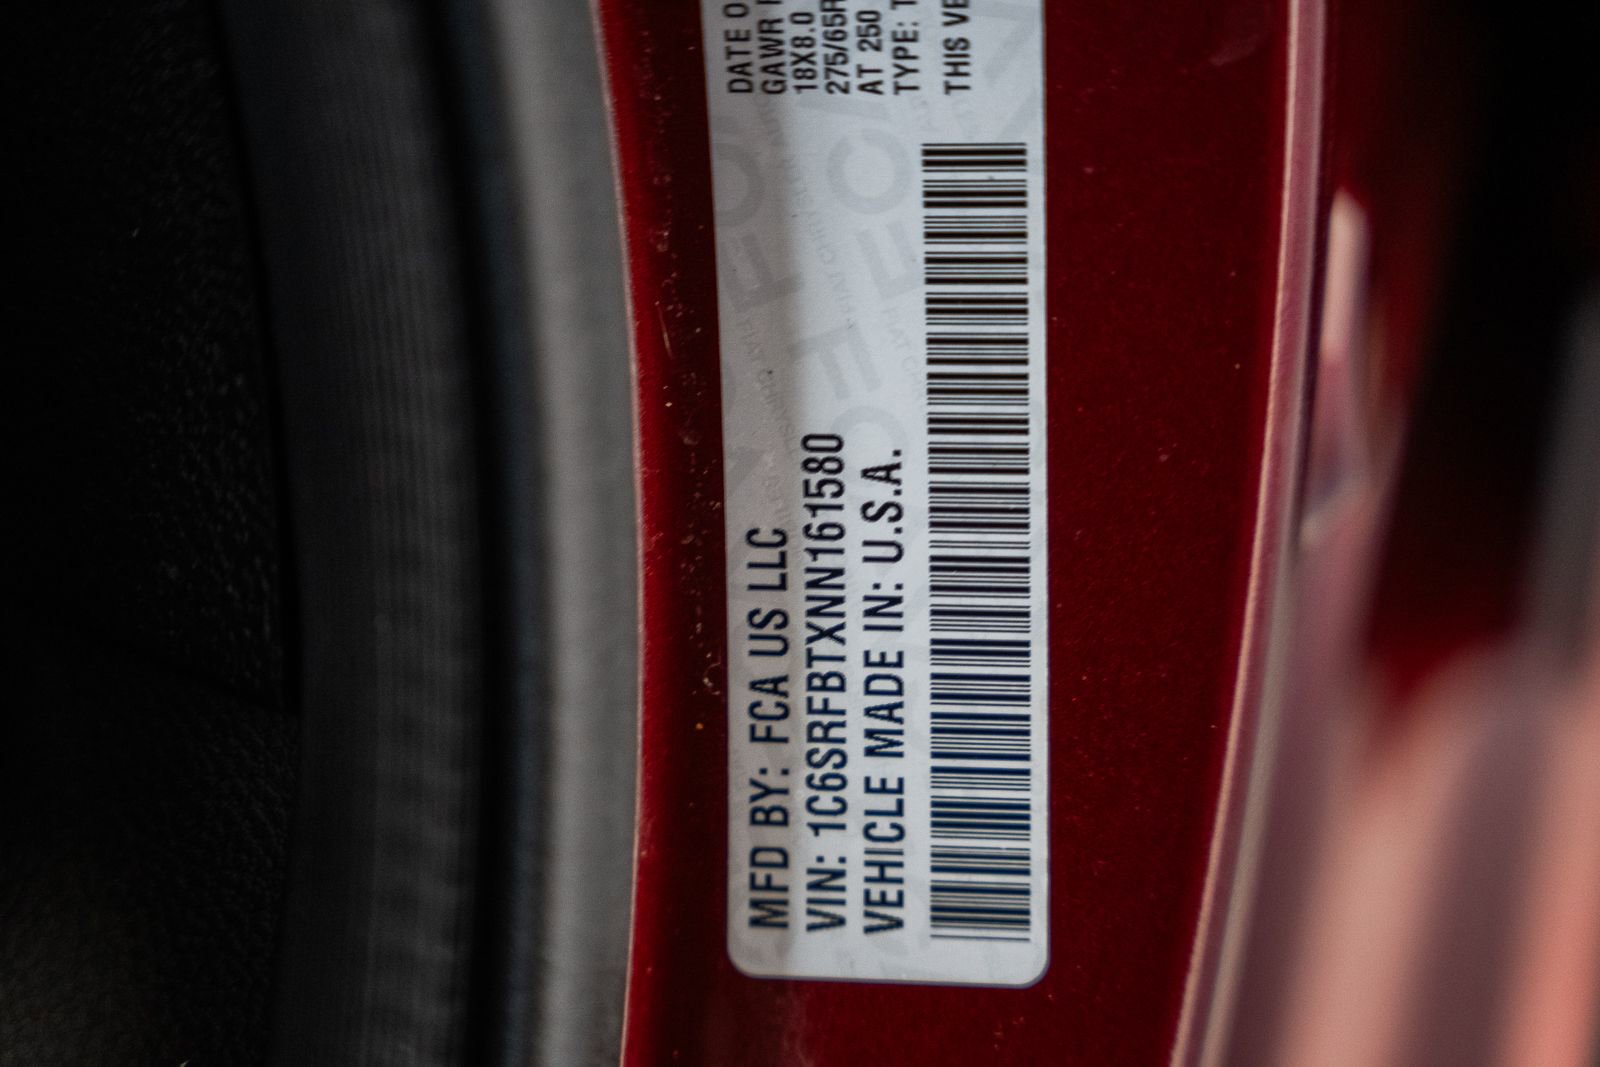 MFD BY: FCA US LLC
VIN: 1C6SRFBTXNN161580
VEHICLE MADE IN: U.S.A.
DATE O
GAWR
18X8.0
275/65R
AT 250
TYPE: T
THIS VE